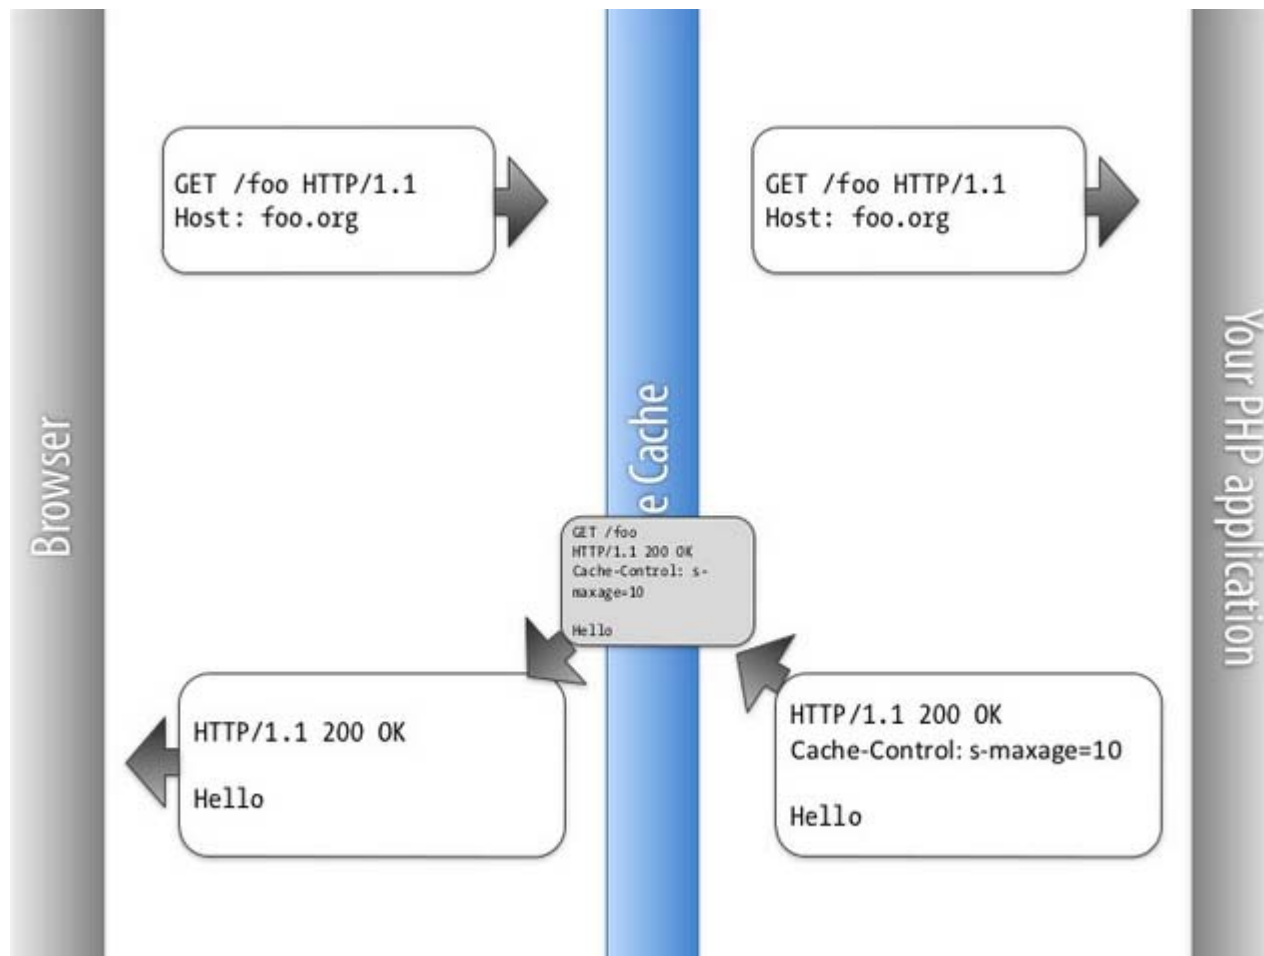 GET /foo HTTP/1.1
Host: foo.org
GET /foo HTTP/1.1
Host: foo.org
Browser
e Cache
Your PHP application
GET /foo
HTTP/1.1 200 OK
Cache-Control: s-
maxage=10
Hello
HTTP/1.1 200 OK
Hello
HTTP/1.1 200 OK
Cache-Control: s-maxage=10
Hello